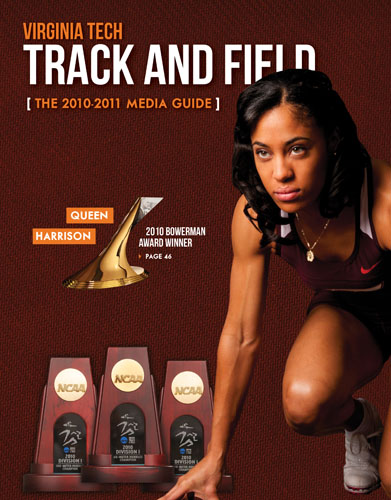 VIRGINIA TECH
TRACK AND FIELD
[ THE 2010-2011 MEDIA GUIDE ]
QUEEN
HARRISON
2010 BOWERMAN
AWARD WINNER
PAGE 46
NCAA
NCAA
NCAA
2010
DIVISION I
2010
DIVISION I
CHAMPION
2010
DIVISION I